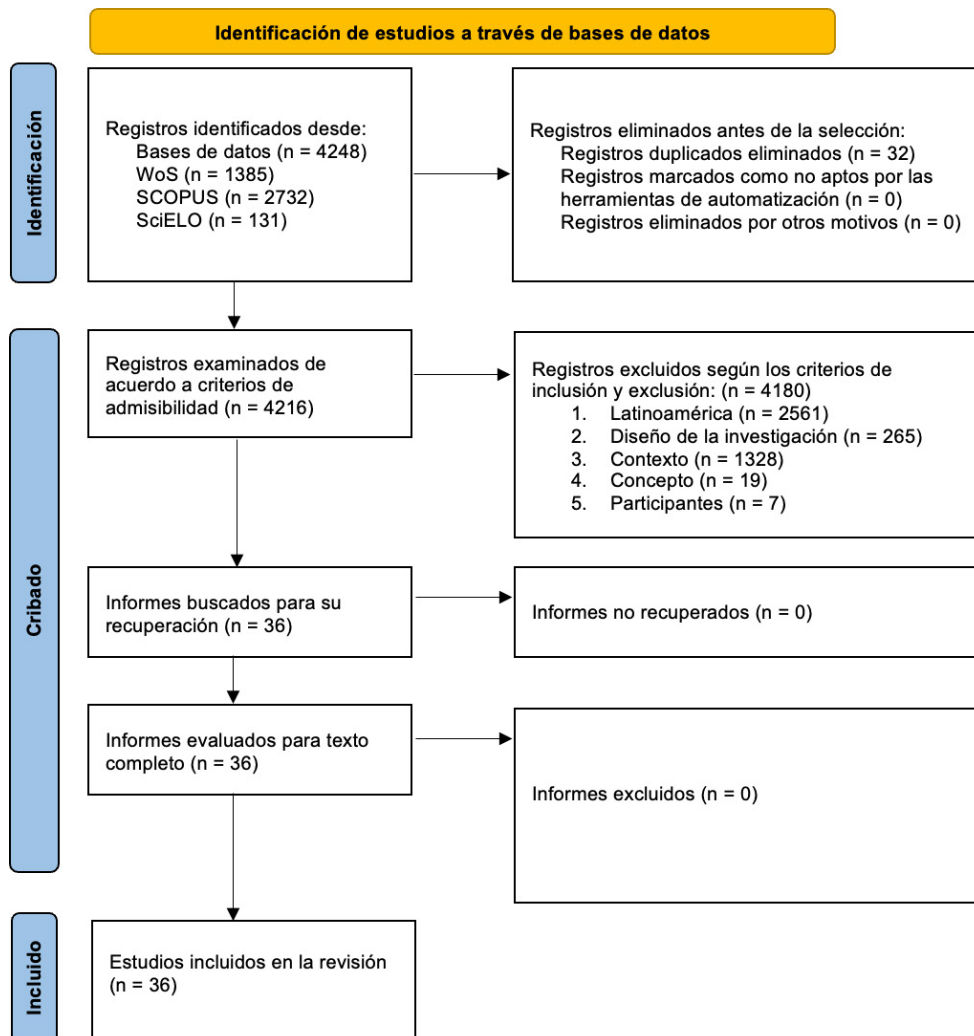 Identificación de estudios a través de bases de datos
Identificación
Registros identificados desde:
Bases de datos (n = 4248)
WoS (n = 1385)
SCOPUS (n = 2732)
SciELO (n = 131)
Registros eliminados antes de la selección:
Registros duplicados eliminados (n = 32)
Registros marcados como no aptos por las
herramientas de automatización (n = 0)
Registros eliminados por otros motivos (n = 0)
Cribado
Registros examinados de
acuerdo a criterios de
admisibilidad (n = 4216)
Registros excluidos según los criterios de
inclusión y exclusión: (n = 4180)
1. Latinoamérica (n = 2561)
2. Diseño de la investigación (n = 265)
3. Contexto (n = 1328)
4. Concepto (n = 19)
5. Participantes (n = 7)
Informes buscados para su
recuperación (n = 36)
Informes no recuperados (n = 0)
Informes evaluados para texto
completo (n = 36)
Informes excluidos (n = 0)
Incluido
Estudios incluidos en la revisión
(n = 36)